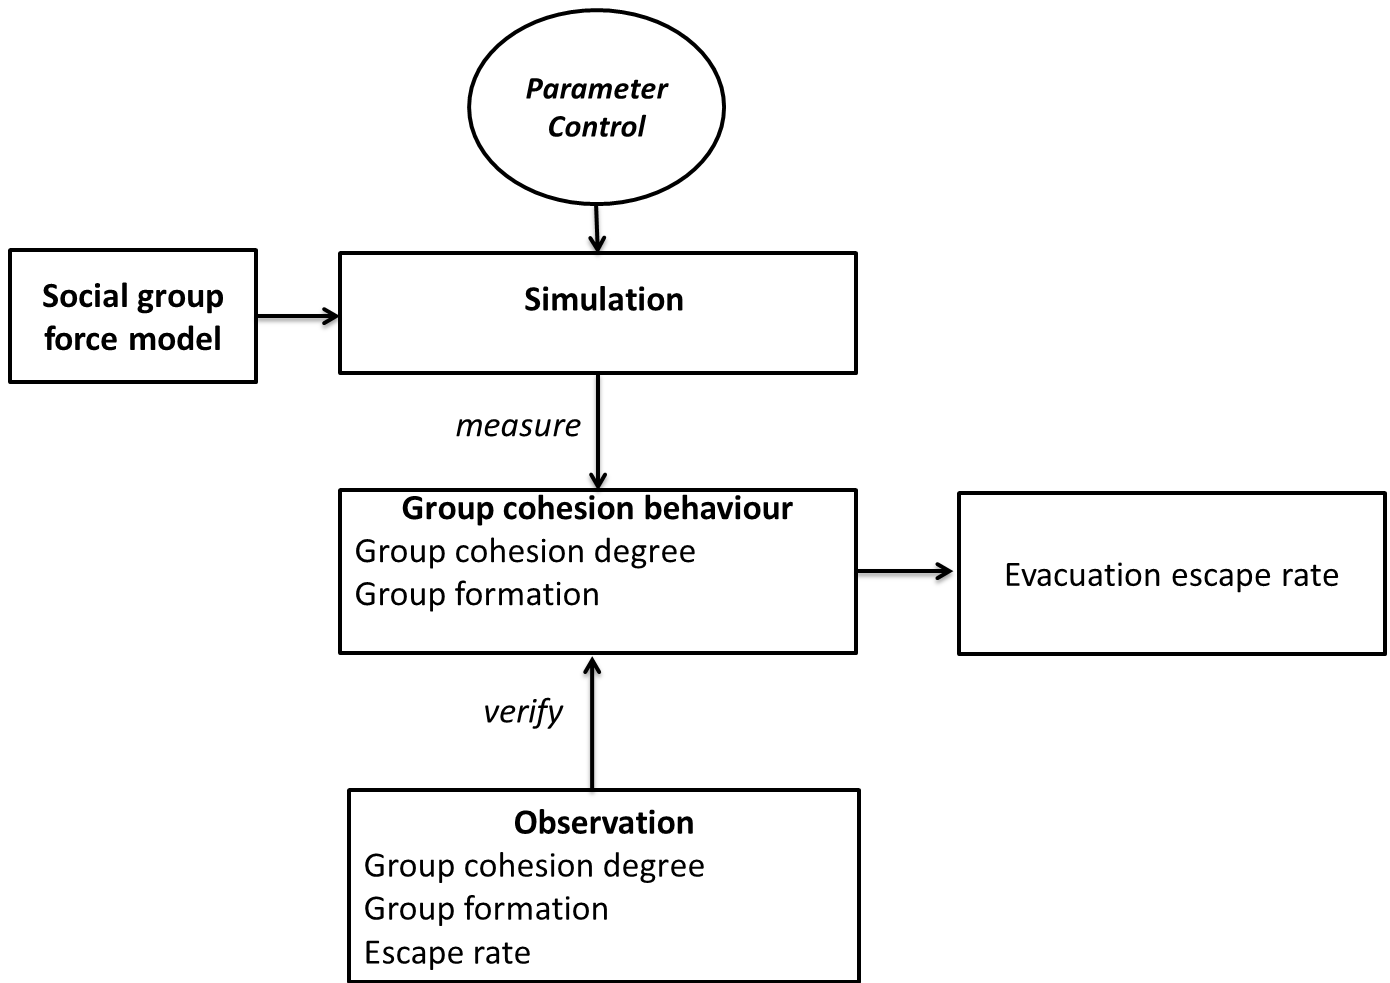 Parameter
Control
Social group
force model
Simulation
measure
Group cohesion behaviour
Group cohesion degree
Group formation
Evacuation escape rate
verify
Observation
Group cohesion degree
Group formation
Escape rate